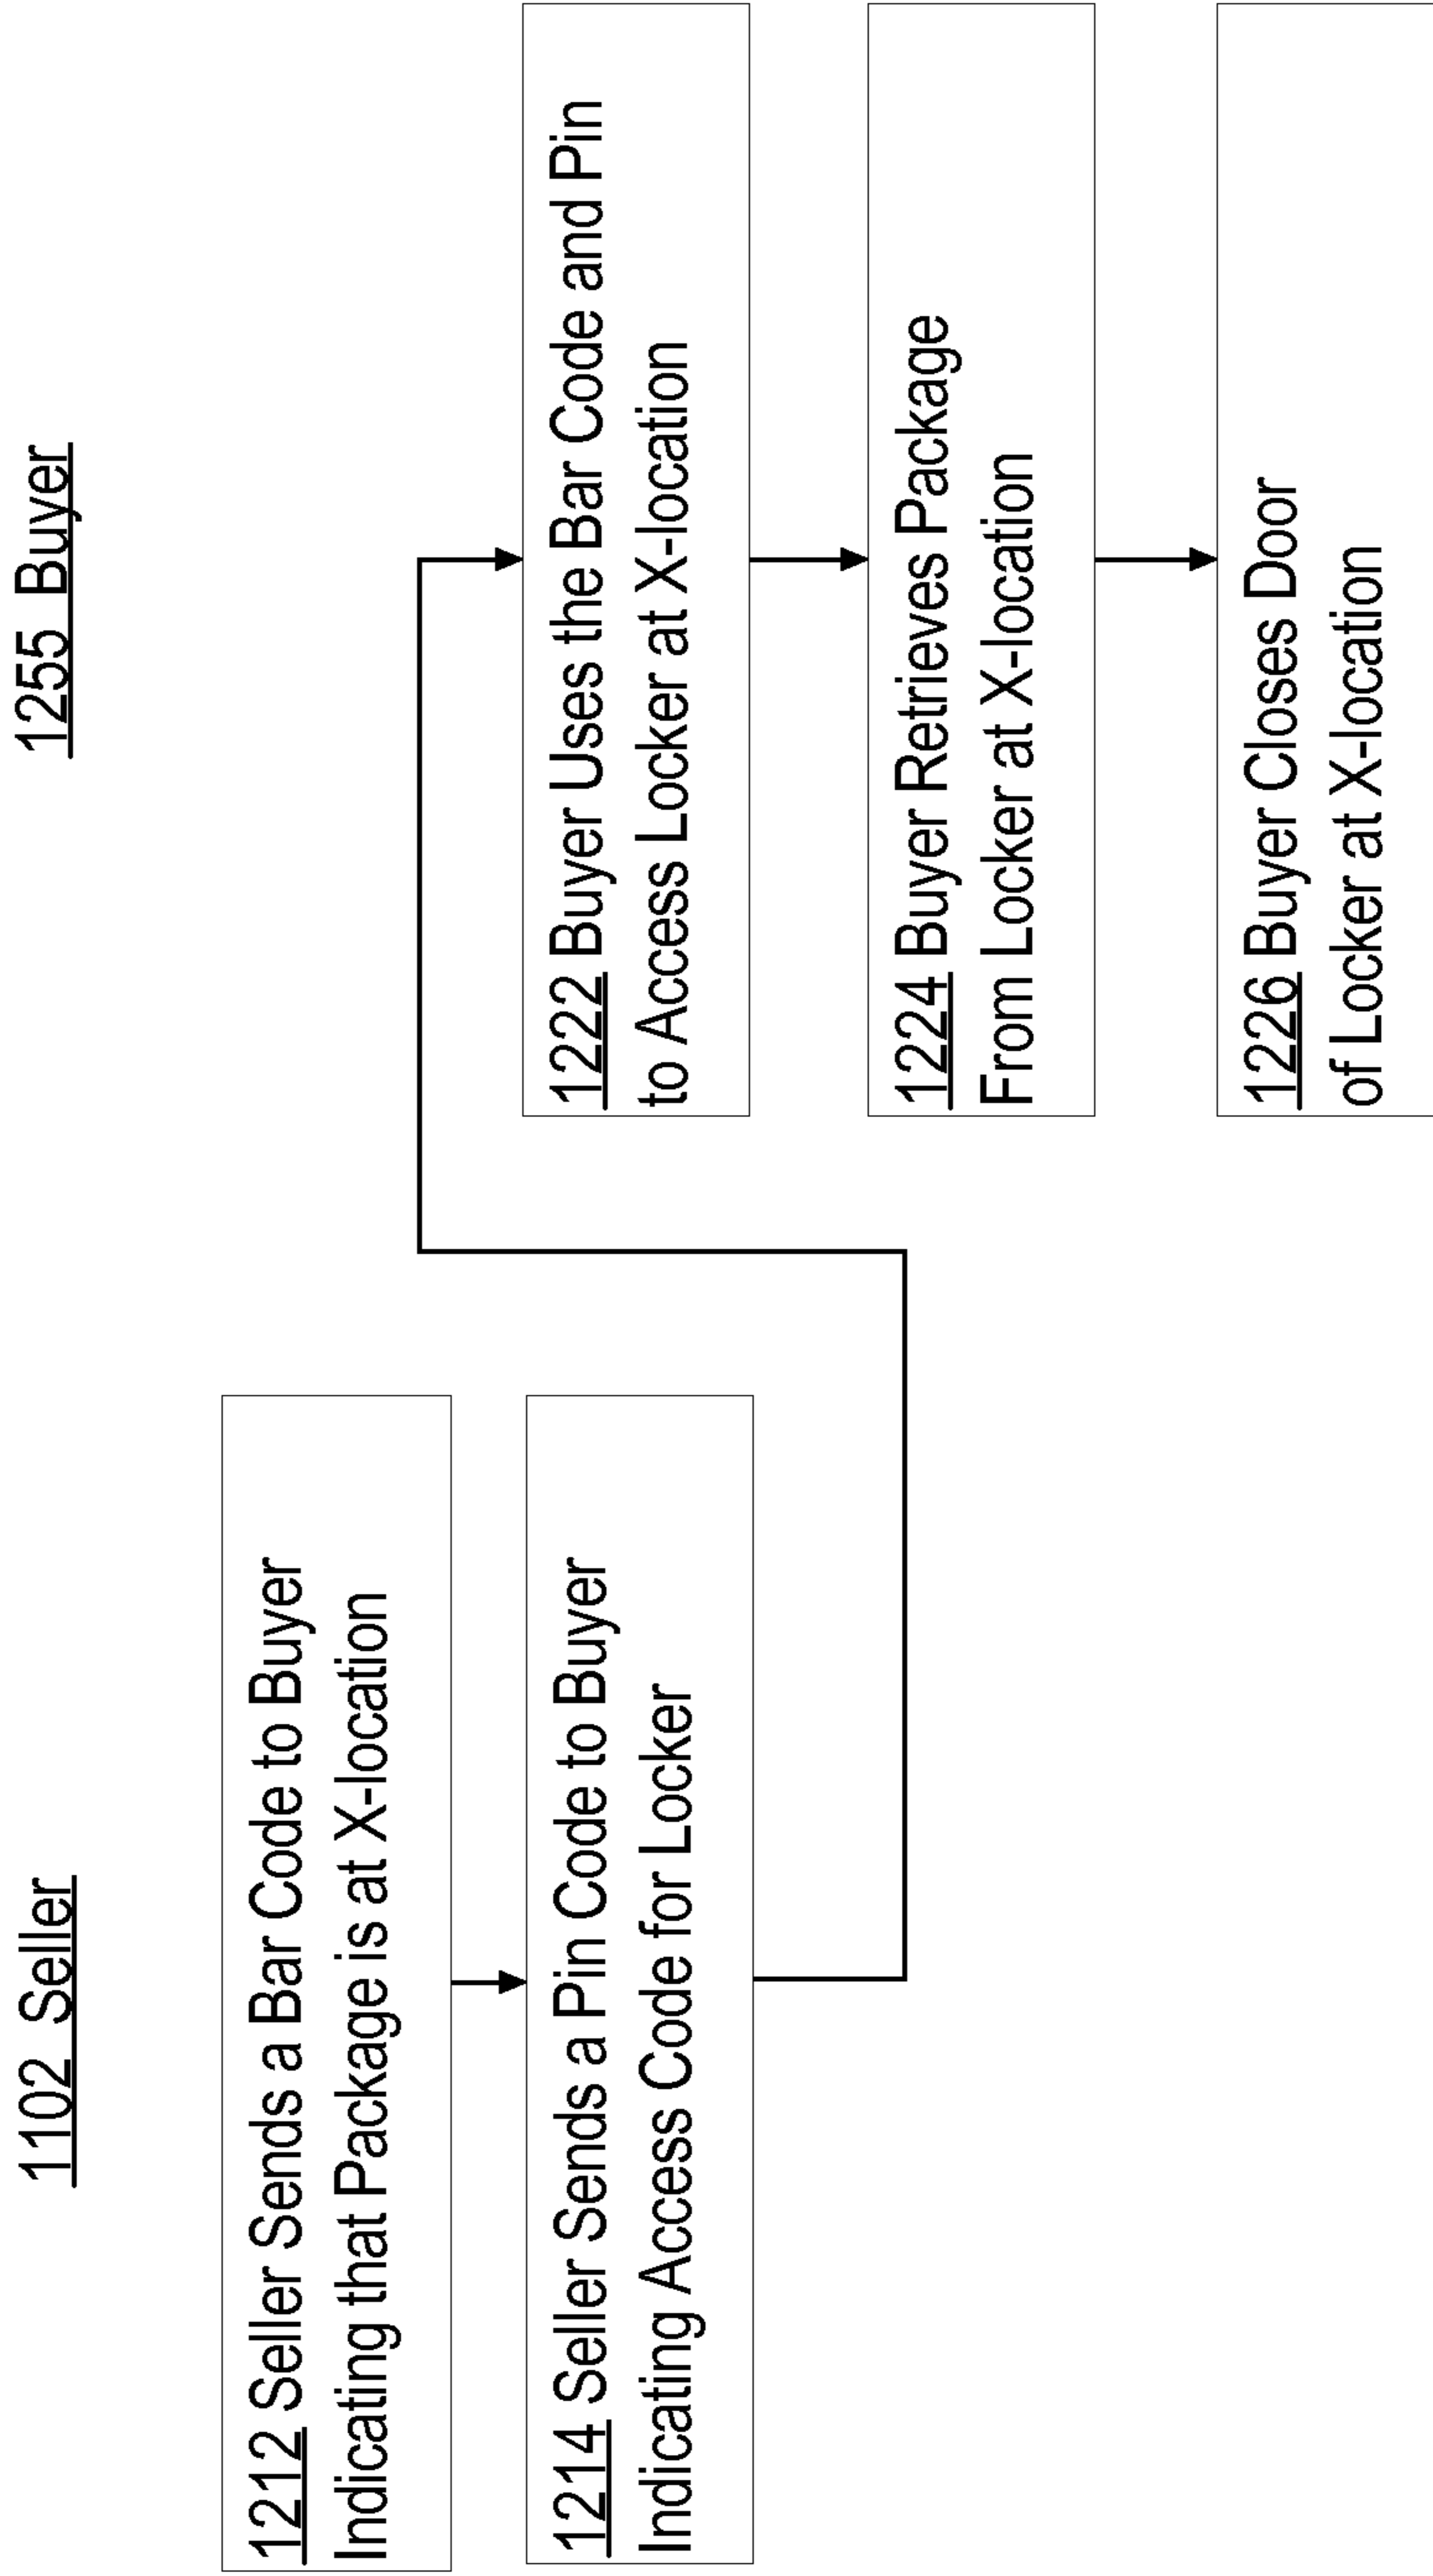 1102 Seller
1212 Seller Sends a Bar Code to Buyer
Indicating that Package is at X-location
1214 Seller Sends a Pin Code to Buyer
Indicating Access Code for Locker
1255 Buyer
1222 Buyer Uses the Bar Code and Pin
to Access Locker at X-location
1224 Buyer Retrieves Package
From Locker at X-location
1226 Buyer Closes Door
of Locker at X-location